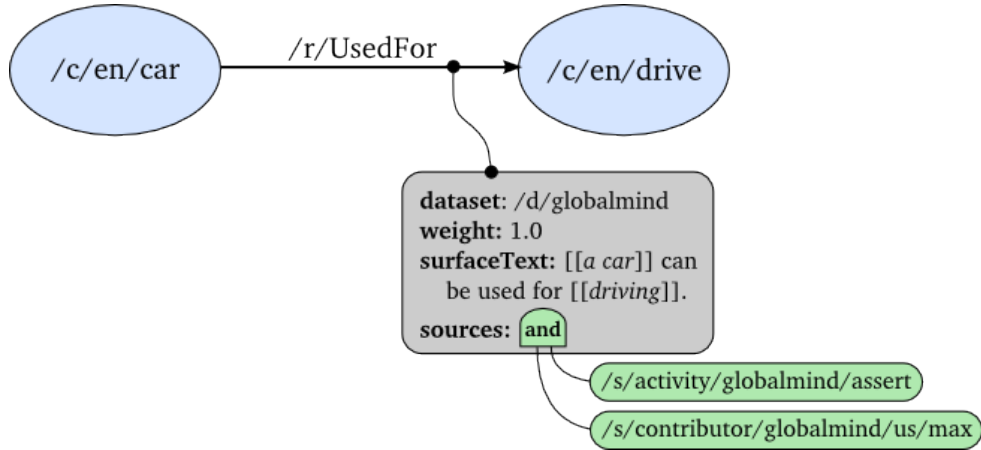 /c/en/car
/r/UsedFor
/c/en/drive
dataset: /d/globalmind
weight: 1.0
surfaceText: [[a car]] can
be used for [[driving]].
sources: and
/s/activity/globalmind/assert
/s/contributor/globalmind/us/max